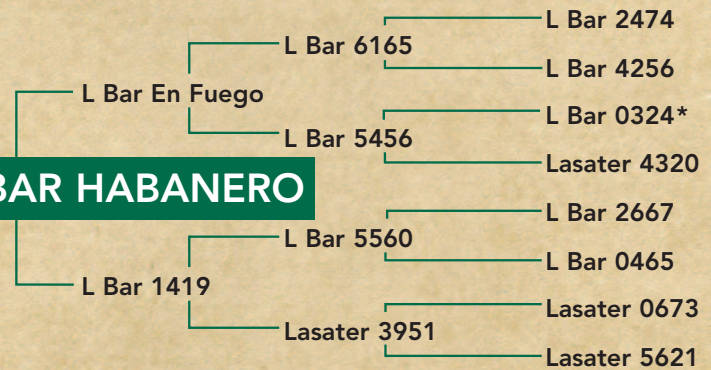 L Bar 2474
L Bar 6165
L Bar 4256
L Bar En Fuego
L Bar 0324*
L Bar 5456
Lasater 4320
BAR HABANERO
L Bar 2667
L Bar 5560
L Bar 0465
L Bar 1419
Lasater 0673
Lasater 3951
Lasater 5621